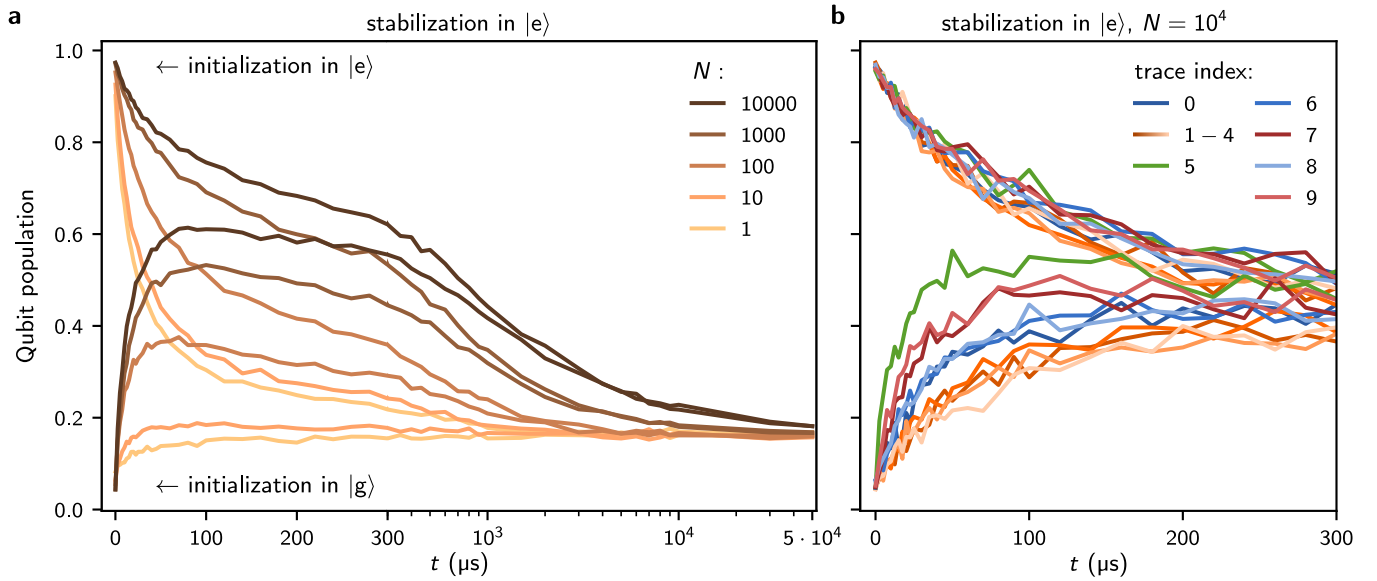 a
stabilization in |e⟩
Qubit population
1.0
0.8
0.6
0.4
0.2
0.0
← initialization in |e⟩
N :
10000
1000
100
10
1
← initialization in |g⟩
0
100
200
300
10³
10⁴
5 · 10⁴
t (μs)
b
stabilization in |e⟩, N = 10⁴
trace index:
0
1 – 4
5
6
7
8
9
0
100
200
300
t (μs)